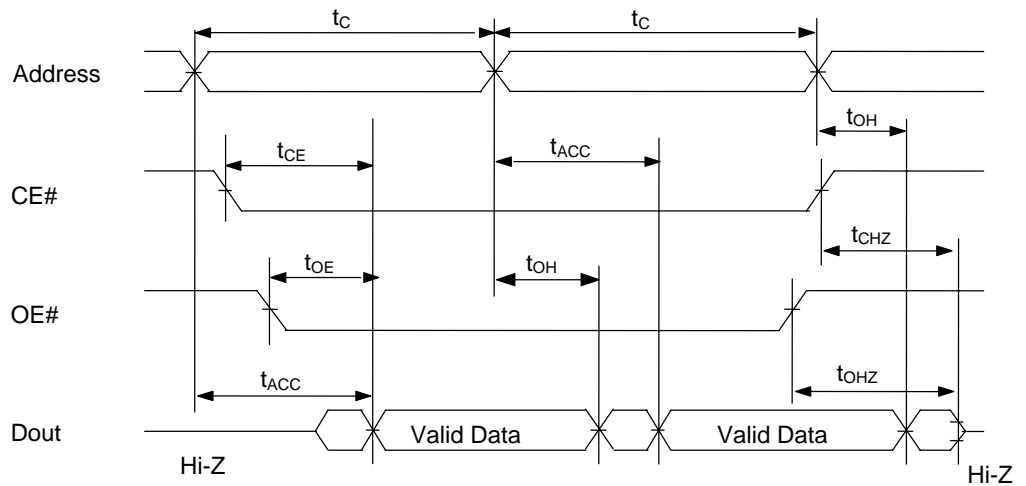 tC tC
Address
tOH
tCE tACC
CE#
tCHZ
tOE tOH
OE#
tACC tOHZ
Dout Valid Data Valid Data
Hi-Z Hi-Z